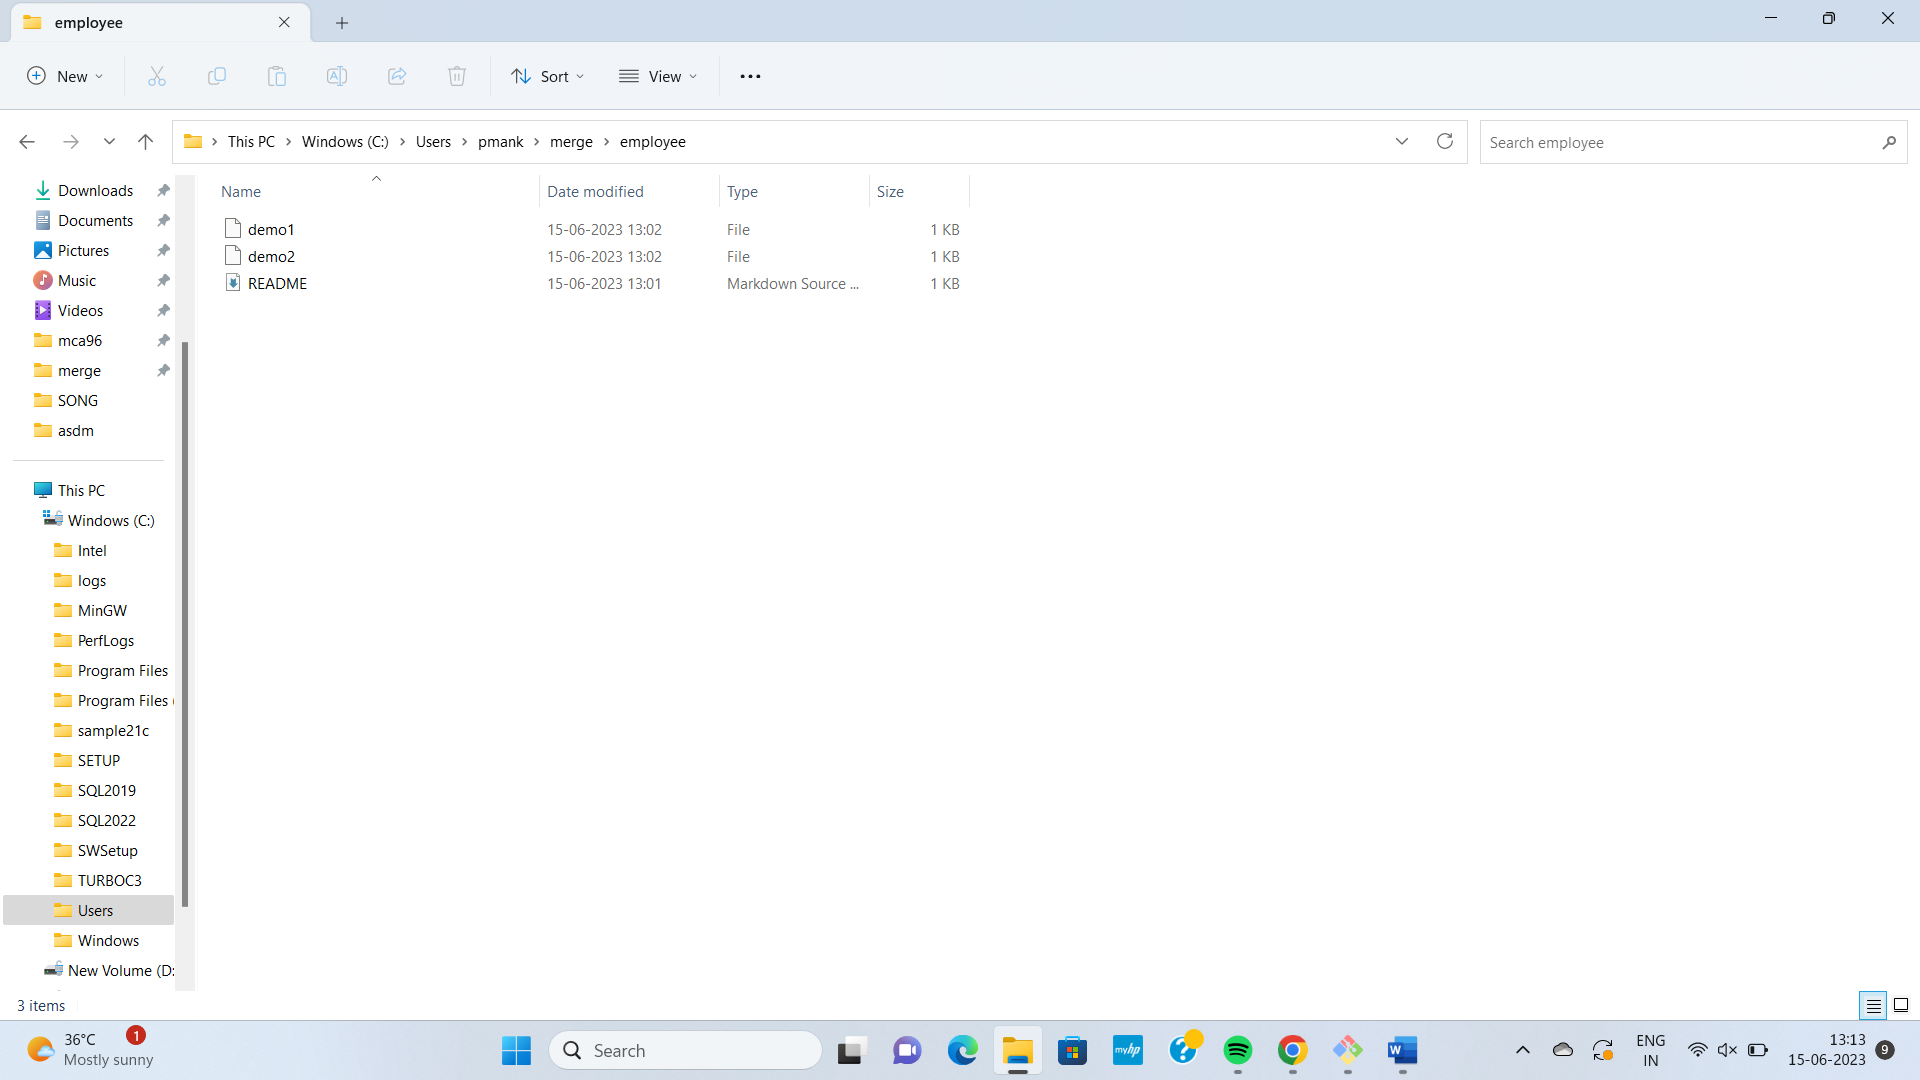 employee
New
Sort
View
This PC > Windows (C:) > Users > pmank > merge > employee
Search employee
Name Date modified Type Size
demo1 15-06-2023 13:02 File 1 KB
demo2 15-06-2023 13:02 File 1 KB
README 15-06-2023 13:01 Markdown Source ... 1 KB
Downloads
Documents
Pictures
Music
Videos
mca96
merge
SONG
asdm
This PC
Windows (C:)
Intel
logs
MinGW
PerfLogs
Program Files
Program Files (
sample21c
SETUP
SQL2019
SQL2022
SWSetup
TURBOC3
Users
Windows
New Volume (D:
3 items
36°C
Mostly sunny
1
Search
myhp
W
ENG
IN
13:13
15-06-2023
9